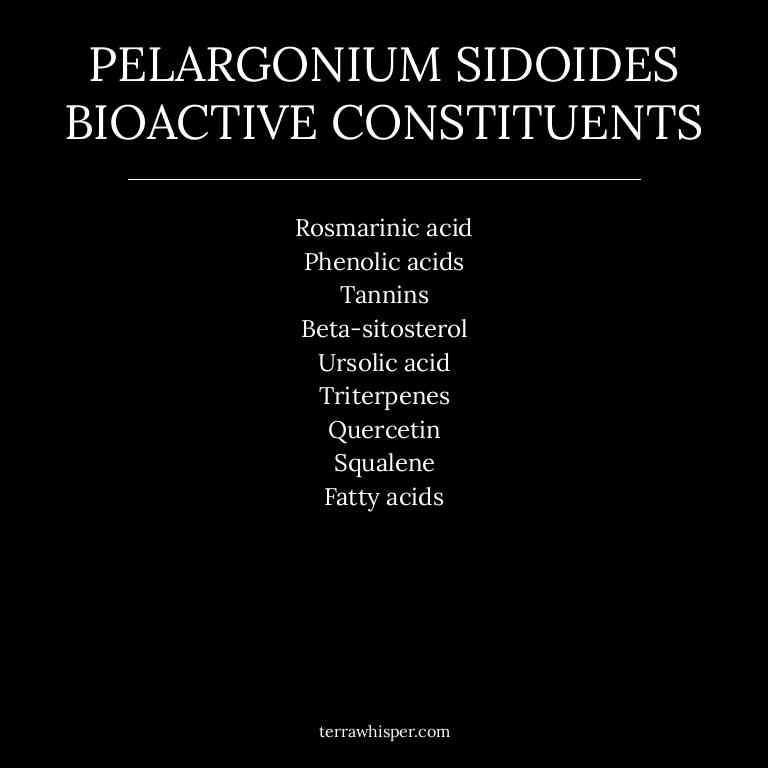 PELARGONIUM SIDOIDES
BIOACTIVE CONSTITUENTS
Rosmarinic acid
Phenolic acids
Tannins
Beta-sitosterol
Ursolic acid
Triterpenes
Quercetin
Squalene
Fatty acids
terrawhisper.com